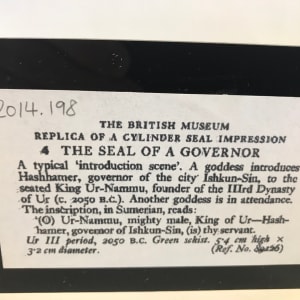 2014.198
THE BRITISH MUSEUM
REPLICA OF A CYLINDER SEAL IMPRESSION
4 THE SEAL OF A GOVERNOR
A typical 'introduction scene'. A goddess introduces
Hashhamer, governor of the city Ishkun-Sin, to the
seated King Ur-Nammu, founder of the IIIrd Dynasty
of Ur (c. 2050 B.C.). Another goddess is in attendance.
The inscription, in Sumerian, reads:
'(O) Ur-Nammu, mighty male, King of Ur—Hash-
hamer, governor of Ishkun-Sin, (is) thy servant.
Ur III period, 2050 B.C. Green schist. 5·4 cm high ×
3·2 cm diameter. (Ref. No.